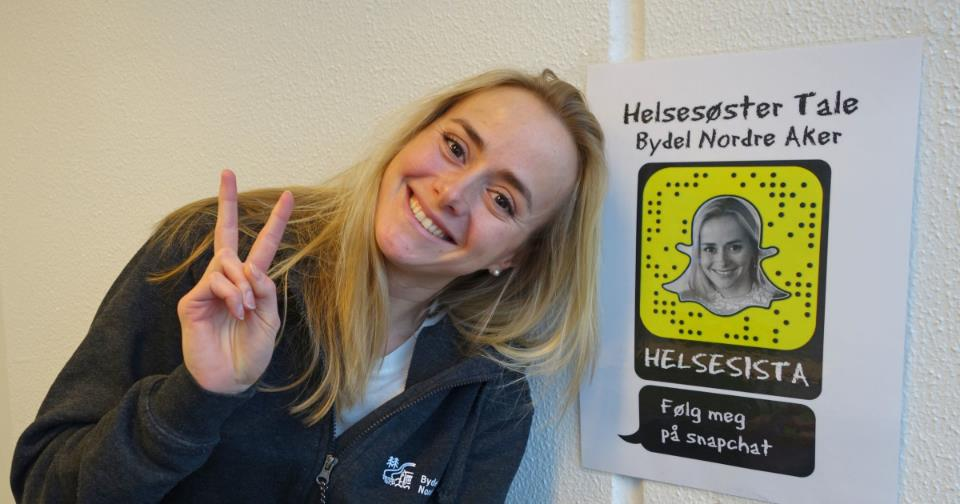 Helsesøster Tale
Bydel Nordre Aker
HELSESISTA
Følg meg
på snapchat